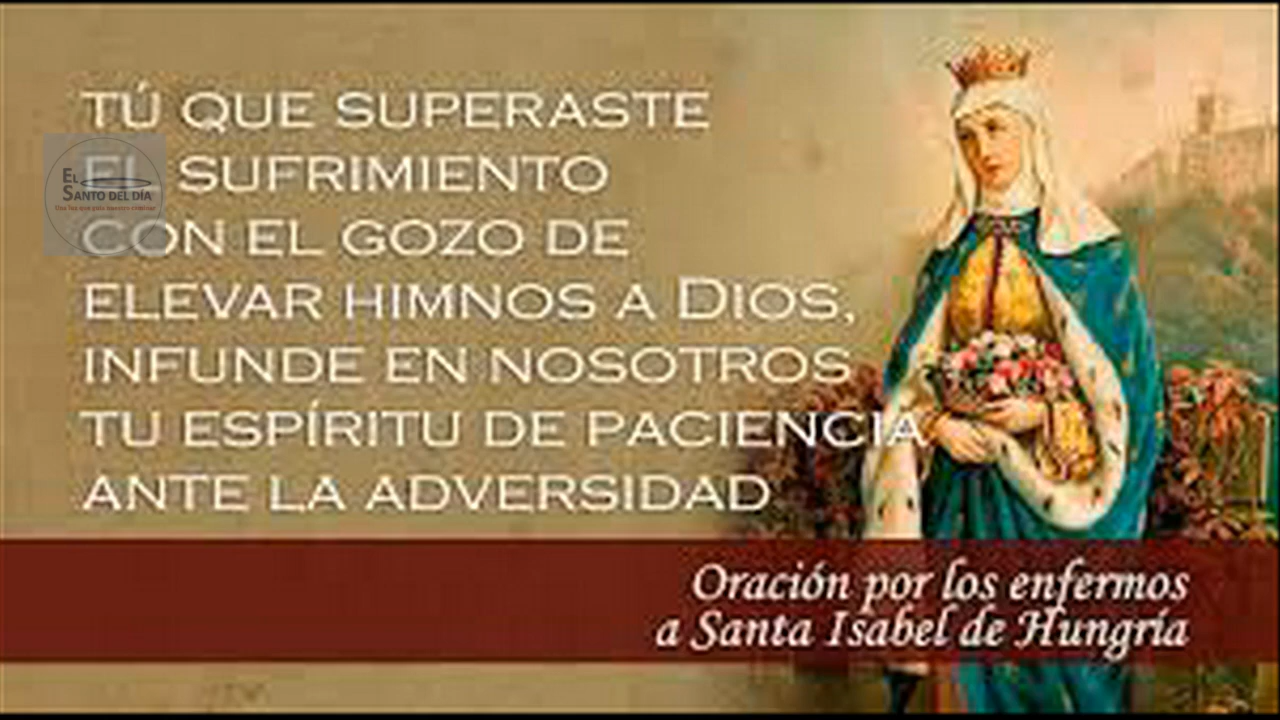 TÚ QUE SUPERASTE
EL SUFRIMIENTO
CON EL GOZO DE
ELEVAR HIMNOS A DIOS,
INFUNDE EN NOSOTROS
TU ESPÍRITU DE PACIENCIA
ANTE LA ADVERSIDAD
EL
SANTO DEL DÍA
Oración por los enfermos
a Santa Isabel de Hungría